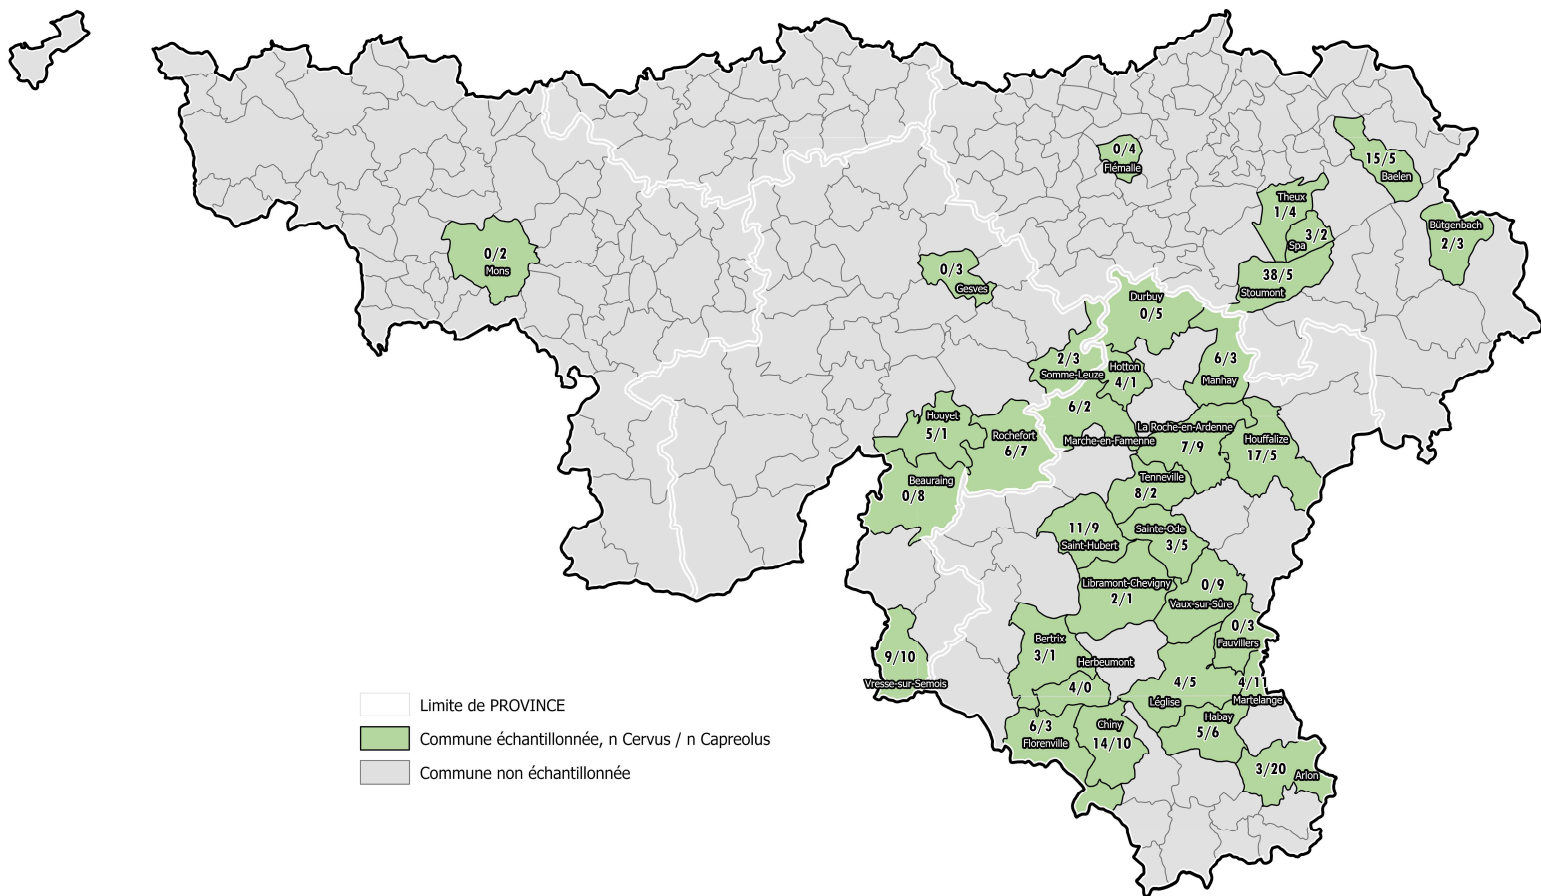 0/4
Flémalle
15/5
Baelen
Theux
1/4
3/2
Spa
Bütgenbach
2/3
0/2
Mons
0/3
Gesves
38/5
Stoumont
Durbuy
0/5
2/3
Somme-Leuze
Hotton
4/1
6/3
Manhay
6/2
Marche-en-Famenne
Houyet
5/1
Rochefort
6/7
La Roche-en-Ardenne
7/9
Houffalize
17/5
Beauraing
0/8
Tenneville
8/2
11/9
Saint-Hubert
Sainte-Ode
3/5
Libramont-Chevigny
2/1
0/9
Vaux-sur-Sûre
0/3
Fauvillers
Bertrix
3/1
Herbeumont
4/0
9/10
Vresse-sur-Semois
4/5
Léglise
4/11
Martelange
6/3
Florenville
Chiny
14/10
Habay
5/6
3/20
Arlon
Limite de PROVINCE
Commune échantillonnée, n Cervus / n Capreolus
Commune non échantillonnée